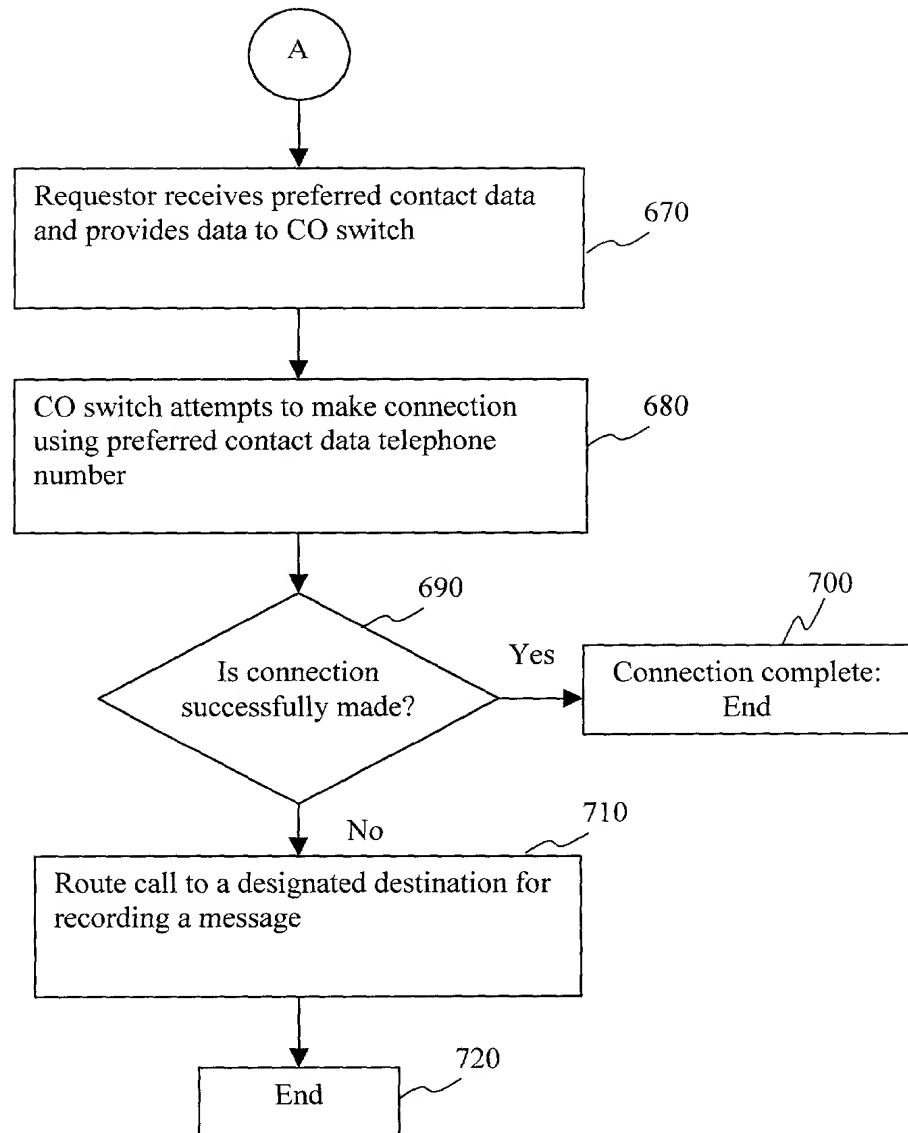 A
Requestor receives preferred contact data
and provides data to CO switch
670
CO switch attempts to make connection
using preferred contact data telephone
number
680
690
Is connection
successfully made?
Yes
700
Connection complete:
End
No
710
Route call to a designated destination for
recording a message
720
End